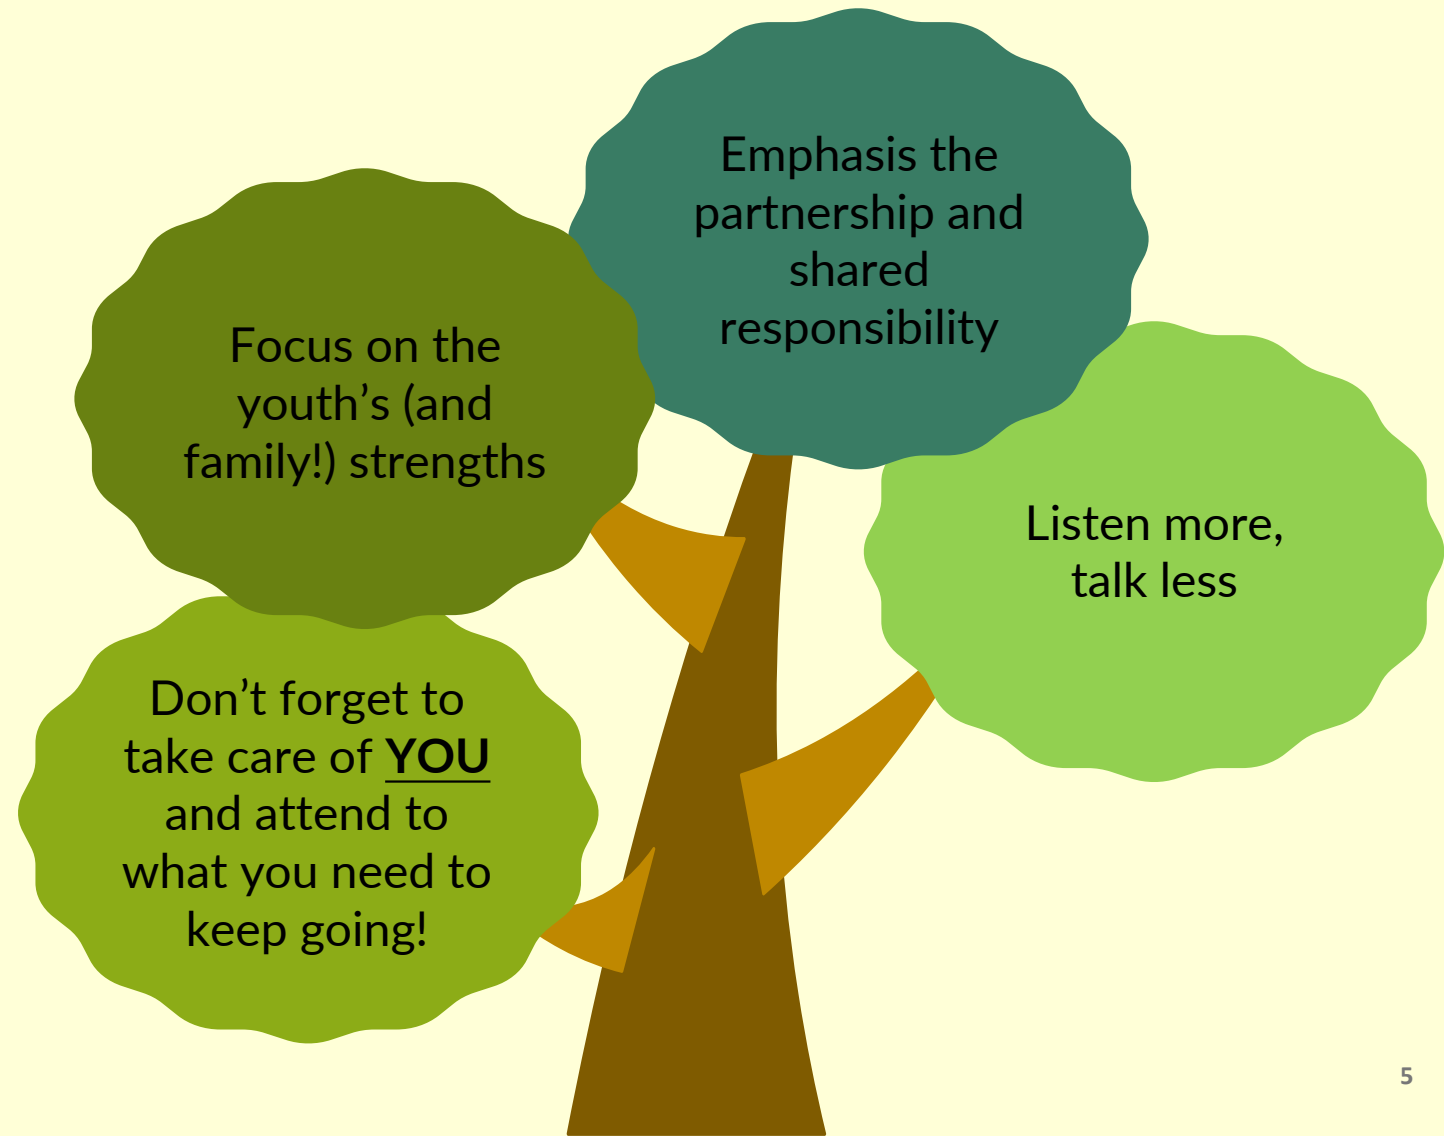 Emphasis the
partnership and
shared
responsibility
Focus on the
youth’s (and
family!) strengths
Listen more,
talk less
Don’t forget to
take care of YOU
and attend to
what you need to
keep going!
5